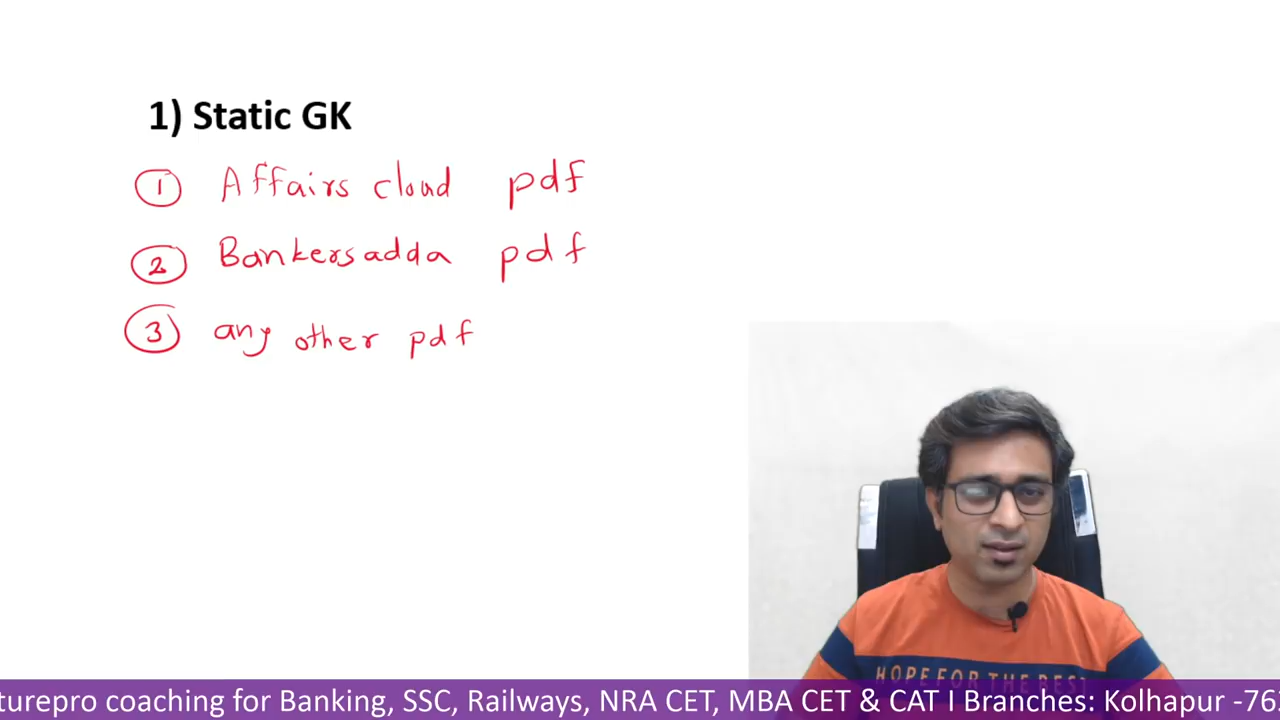 1) Static GK
① Affairs cloud pdf
② Bankersadda pdf
③ any other pdf
HOPE FOR THE BEST
turepro coaching for Banking, SSC, Railways, NRA CET, MBA CET & CAT I Branches: Kolhapur -763